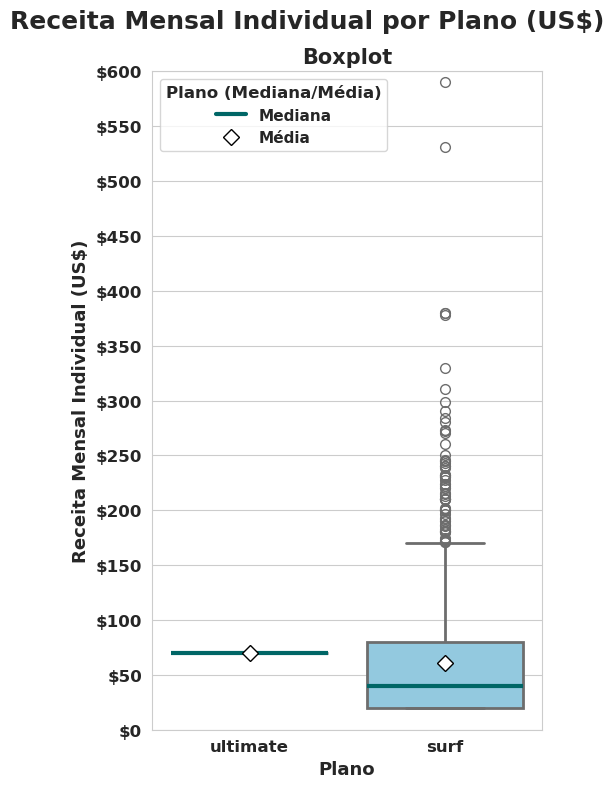 Receita Mensal Individual por Plano (US$)
Boxplot
Plano (Mediana/Média)
Mediana
Média
Receita Mensal Individual (US$)
$600
$550
$500
$450
$400
$350
$300
$250
$200
$150
$100
$50
$0
ultimate
surf
Plano